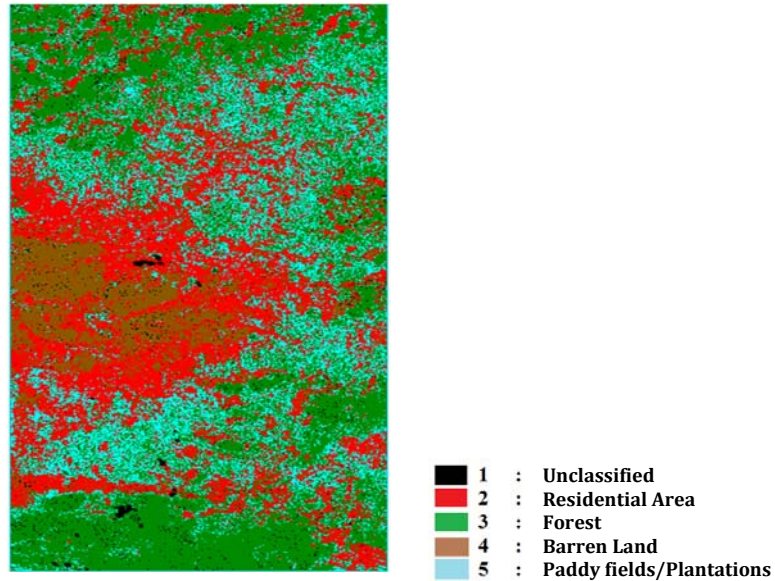 1 : Unclassified
2 : Residential Area
3 : Forest
4 : Barren Land
5 : Paddy fields/Plantations